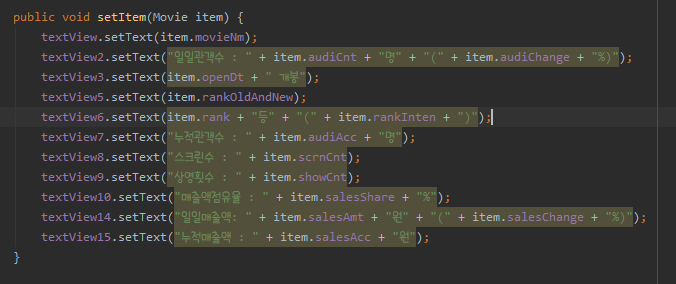 public void setItem(Movie item) {
textView.setText(item.movieNm);
textView2.setText("일일관객수 : " + item.audiCnt + "명" + "(" + item.audiChange + "%)");
textView3.setText(item.openDt + " 개봉");
textView5.setText(item.rankOldAndNew);
textView6.setText(item.rank + "등" + "(" + item.rankInten + ")");
textView7.setText("누적관객수 : " + item.audiAcc + "명");
textView8.setText("스크린수 : " + item.scrnCnt);
textView9.setText("상영횟수 : " + item.showCnt);
textView10.setText("매출액점유율 : " + item.salesShare + "%");
textView14.setText("일일매출액: " + item.salesAmt + "원" + "(" + item.salesChange + "%)");
textView15.setText("누적매출액 : " + item.salesAcc + "원");
}